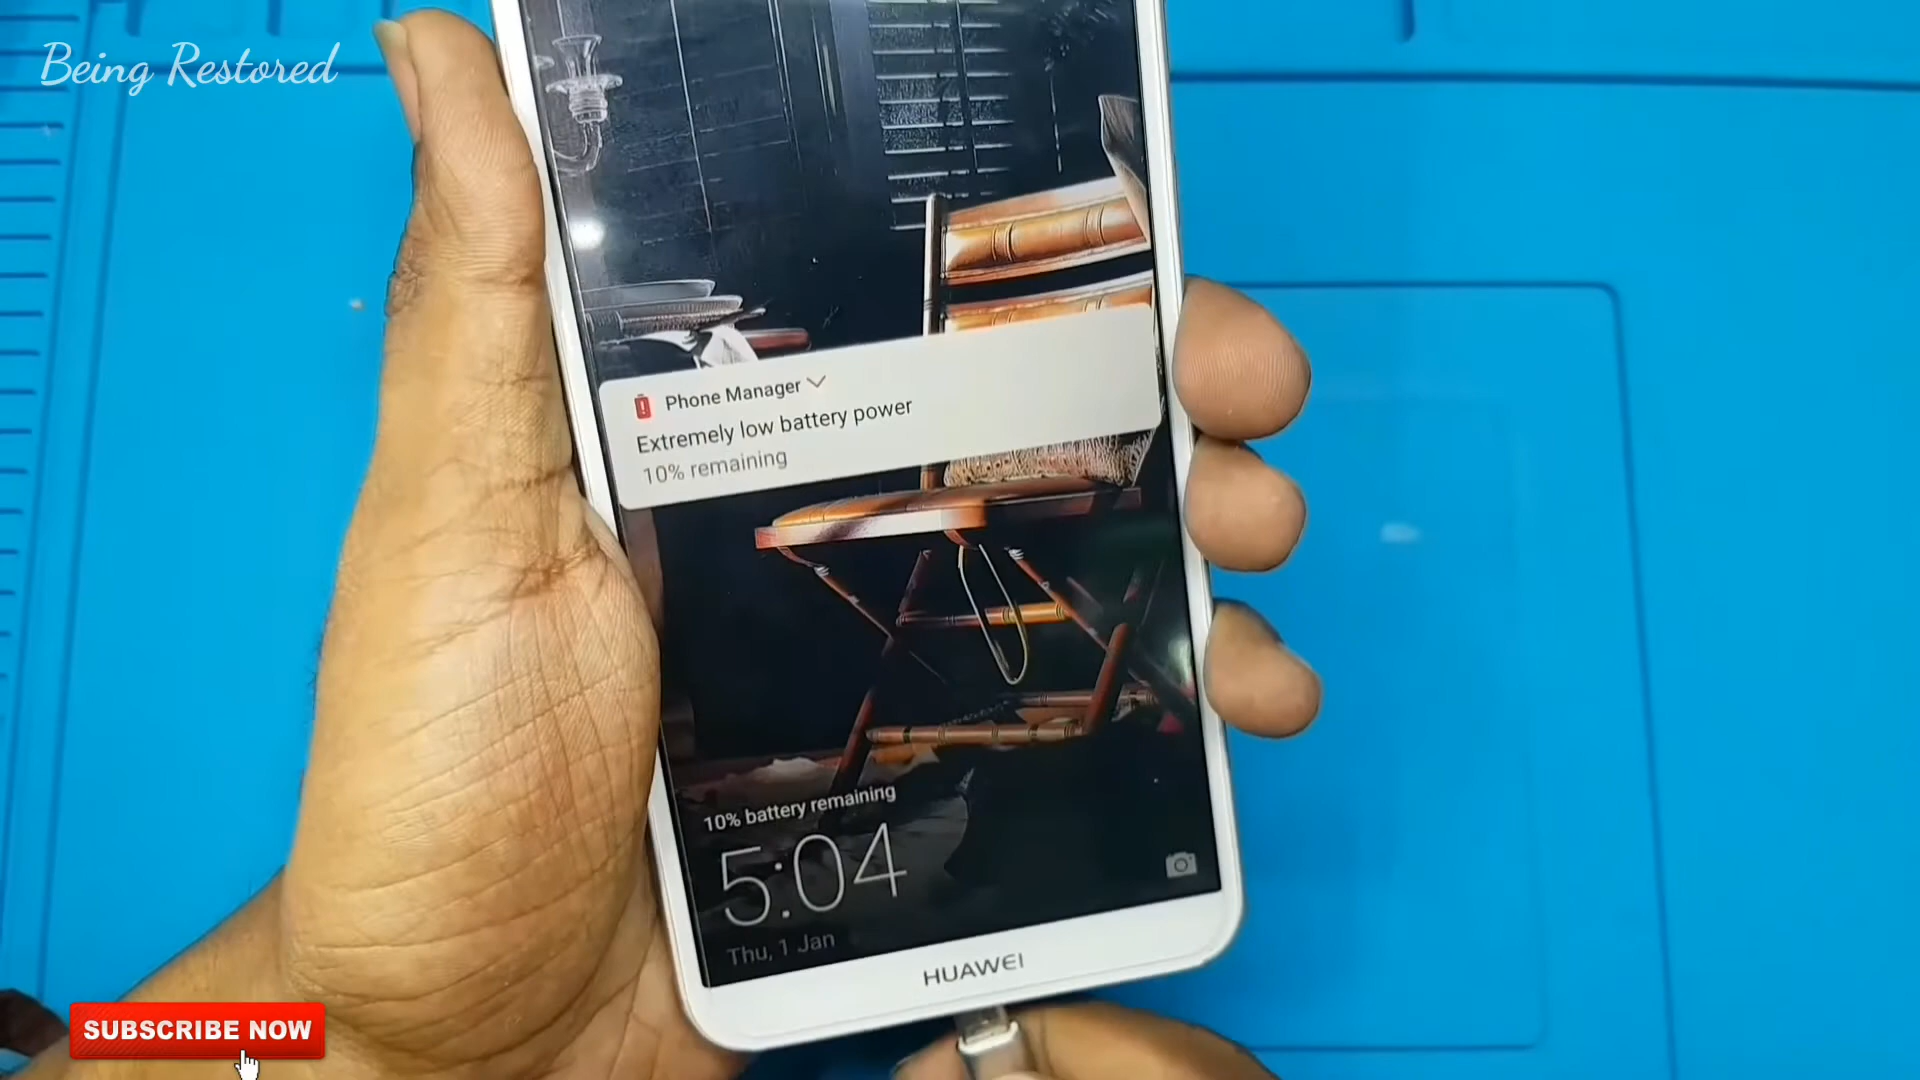 Being Restored
Phone Manager
Extremely low battery power
10% remaining
10% battery remaining
5:04
Thu, 1 Jan
HUAWEI
SUBSCRIBE NOW